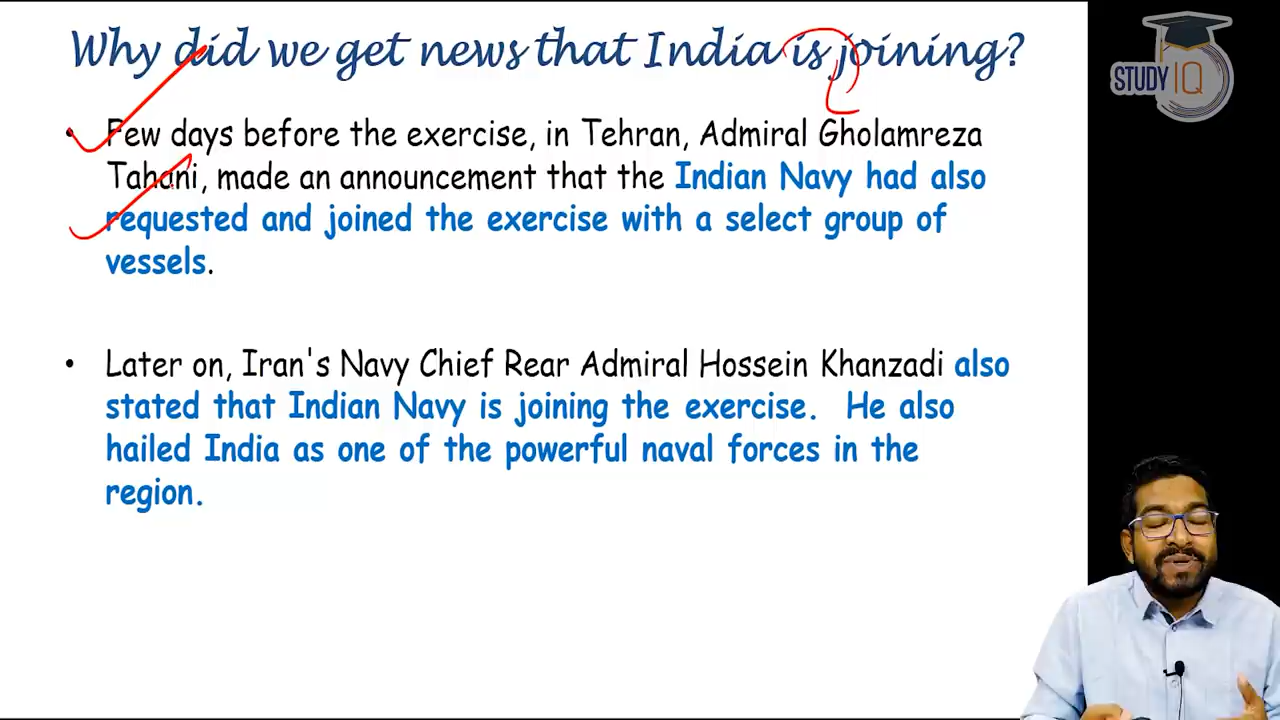 Why did we get news that India is joining?
STUDY IQ
• Few days before the exercise, in Tehran, Admiral Gholamreza
Tahani, made an announcement that the Indian Navy had also
requested and joined the exercise with a select group of
vessels.
• Later on, Iran's Navy Chief Rear Admiral Hossein Khanzadi also
stated that Indian Navy is joining the exercise. He also
hailed India as one of the powerful naval forces in the
region.